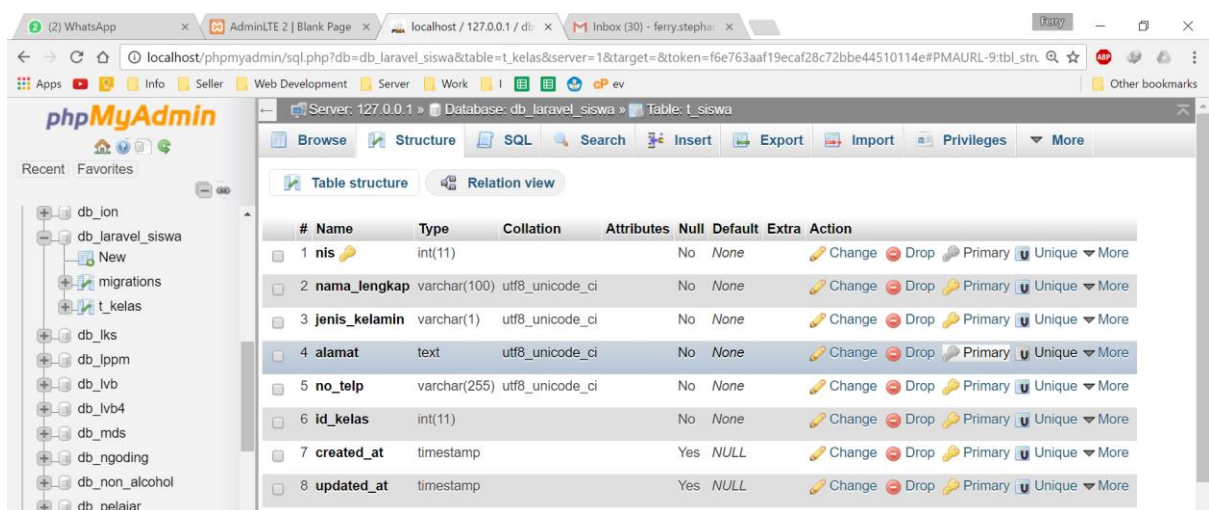 (2) WhatsApp AdminLTE 2 | Blank Page localhost / 127.0.0.1 / db Inbox (30) - ferry.stephan Ferry
localhost/phpmyadmin/sql.php?db=db_laravel_siswa&table=t_kelas&server=1&target=&token=f6e763aaf19ecaf28c72bbe44510114e#PMAURL-9:tbl_stru
Apps Info Seller Web Development Server Work I cP ev Other bookmarks
phpMyAdmin
Recent Favorites
db_ion
db_laravel_siswa
New
migrations
t_kelas
db_lks
db_lppm
db_lvb
db_lvb4
db_mds
db_ngoding
db_non_alcohol
db_pelajar
Server: 127.0.0.1 » Database: db_laravel_siswa » Table: t_siswa
Browse Structure SQL Search Insert Export Import Privileges More
Table structure Relation view
# Name Type Collation Attributes Null Default Extra Action
1 nis int(11) No None Change Drop Primary Unique More
2 nama_lengkap varchar(100) utf8_unicode_ci No None Change Drop Primary Unique More
3 jenis_kelamin varchar(1) utf8_unicode_ci No None Change Drop Primary Unique More
4 alamat text utf8_unicode_ci No None Change Drop Primary Unique More
5 no_telp varchar(255) utf8_unicode_ci No None Change Drop Primary Unique More
6 id_kelas int(11) No None Change Drop Primary Unique More
7 created_at timestamp Yes NULL Change Drop Primary Unique More
8 updated_at timestamp Yes NULL Change Drop Primary Unique More